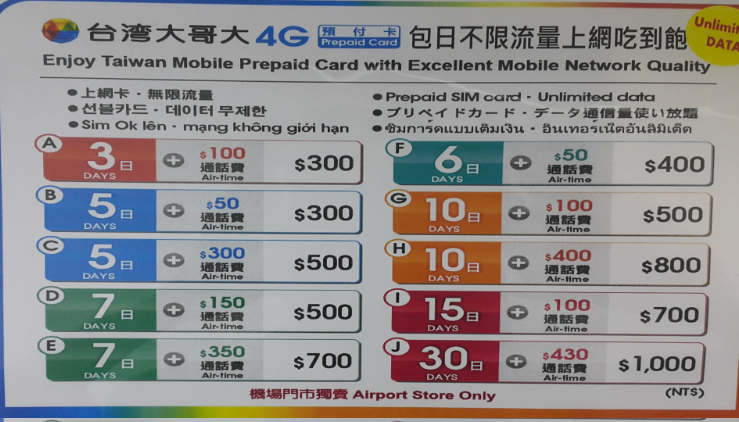 台湾大哥大 4G 預付卡 Prepaid Card 包日不限流量上網吃到飽
Unlimited DATA
Enjoy Taiwan Mobile Prepaid Card with Excellent Mobile Network Quality
●上網卡・無限流量
●선불카드・데이터 무제한
●Sim Ok lên・mạng không giới hạn
●Prepaid SIM card・Unlimited data
●プリペイドカード・データ通信量使い放題
●ซิมการ์ดแบบเติมเงิน・อินเทอร์เน็ตอันลิมิเต็ด
A 3日 DAYS + $100 通話費 Air-time $300
B 5日 DAYS + $50 通話費 Air-time $300
C 5日 DAYS + $300 通話費 Air-time $500
D 7日 DAYS + $150 通話費 Air-time $500
E 7日 DAYS + $350 通話費 Air-time $700
F 6日 DAYS + $50 通話費 Air-time $400
G 10日 DAYS + $100 通話費 Air-time $500
H 10日 DAYS + $400 通話費 Air-time $800
I 15日 DAYS + $100 通話費 Air-time $700
J 30日 DAYS + $430 通話費 Air-time $1,000
機場門市獨賣 Airport Store Only
(NT$)